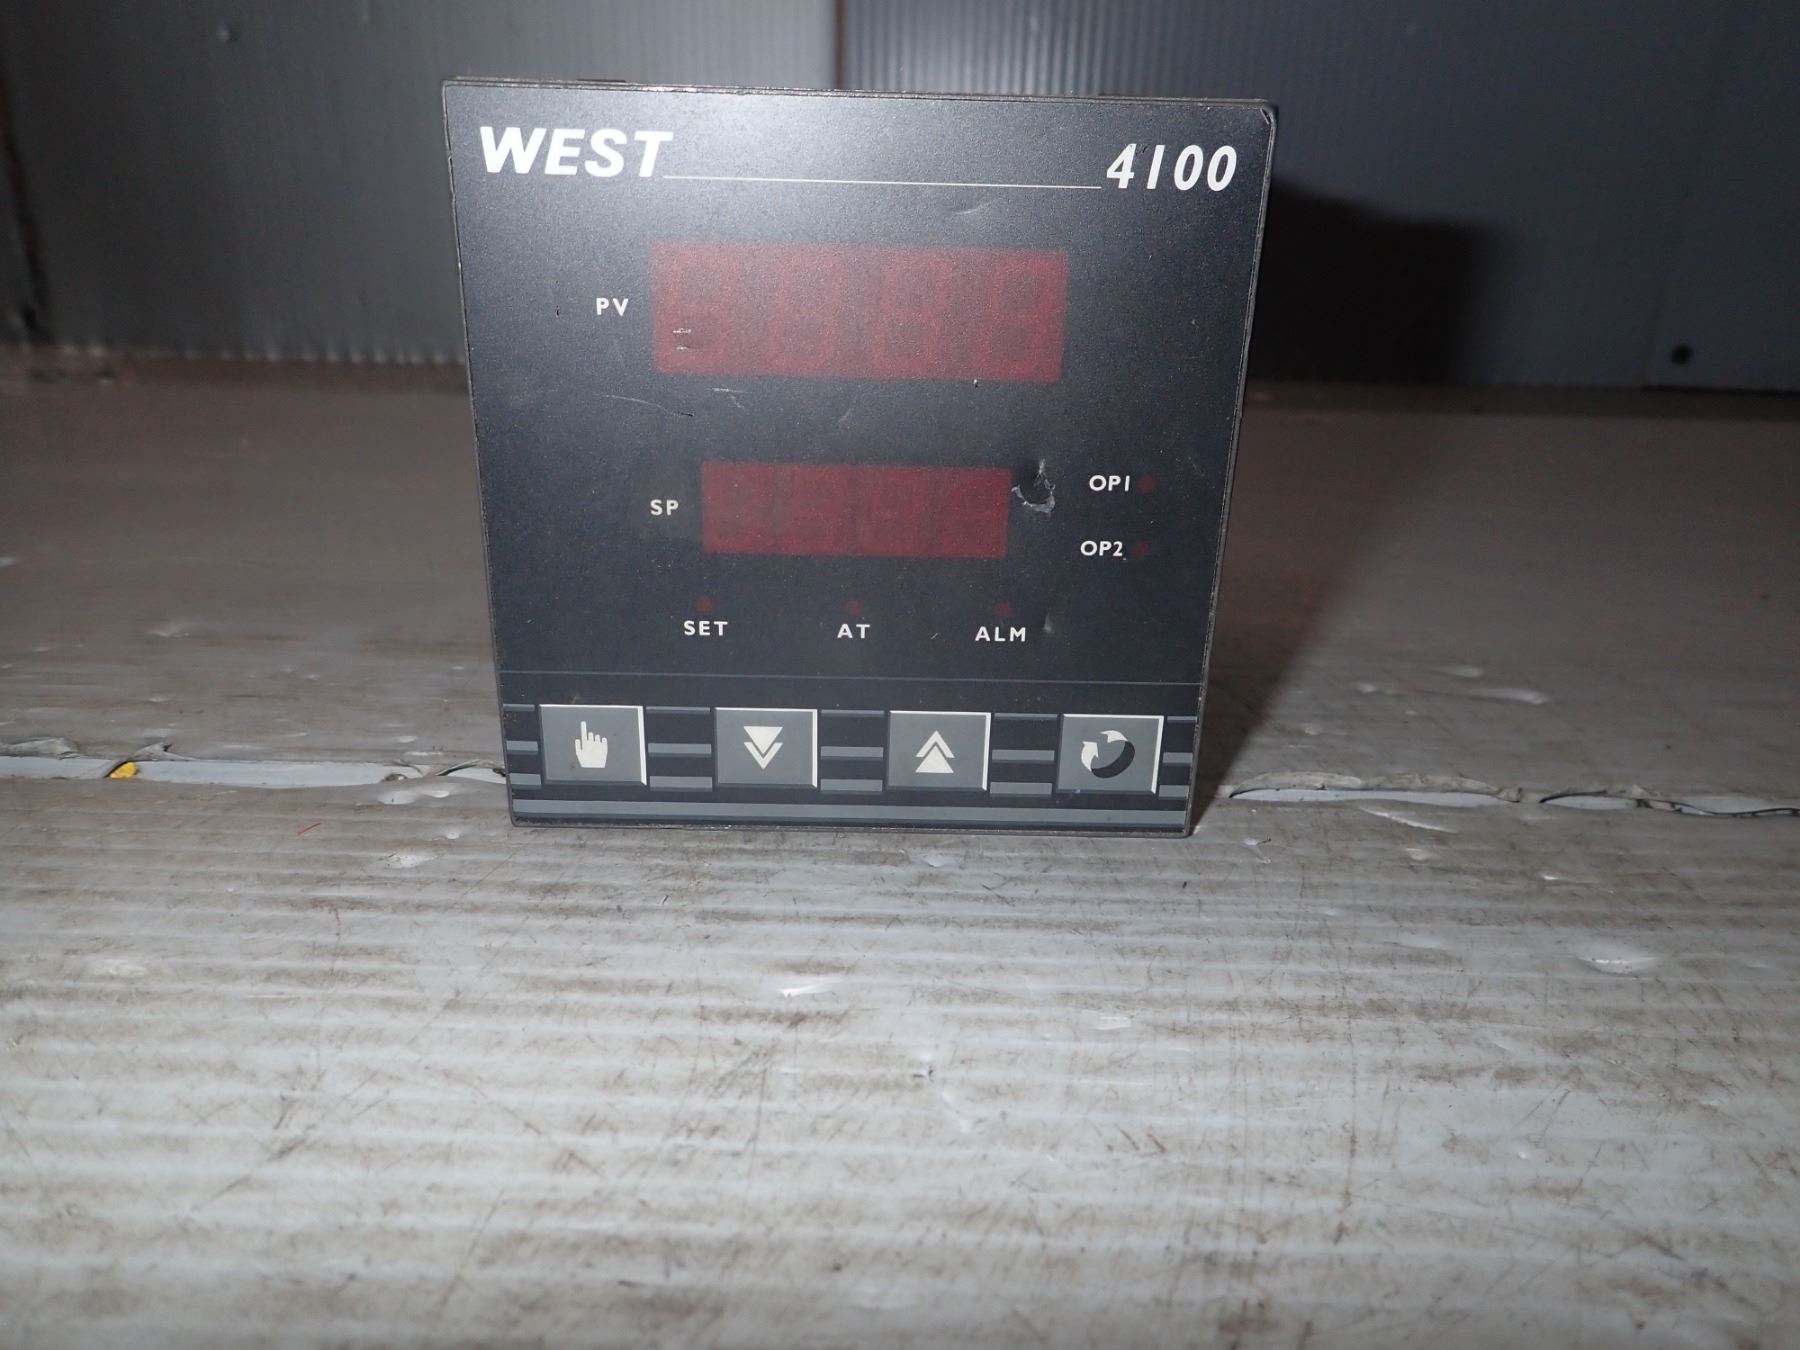 WEST 4100
PV
SP
OP1
OP2
SET AT ALM